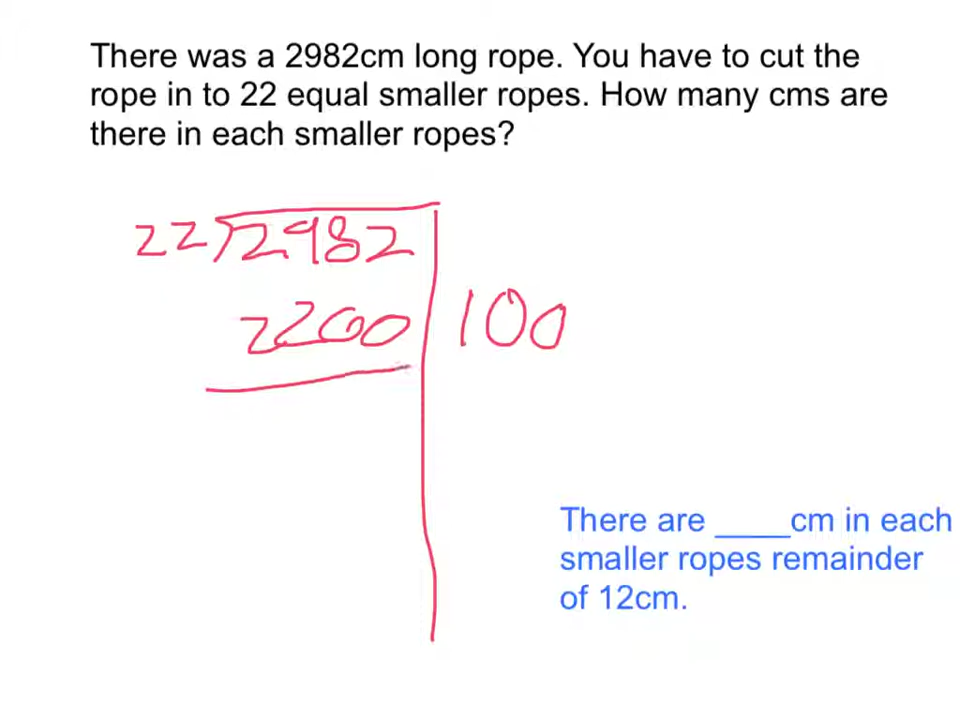 There was a 2982cm long rope. You have to cut the
rope in to 22 equal smaller ropes. How many cms are
there in each smaller ropes?
22)2982
2200 100
There are ____cm in each
smaller ropes remainder
of 12cm.